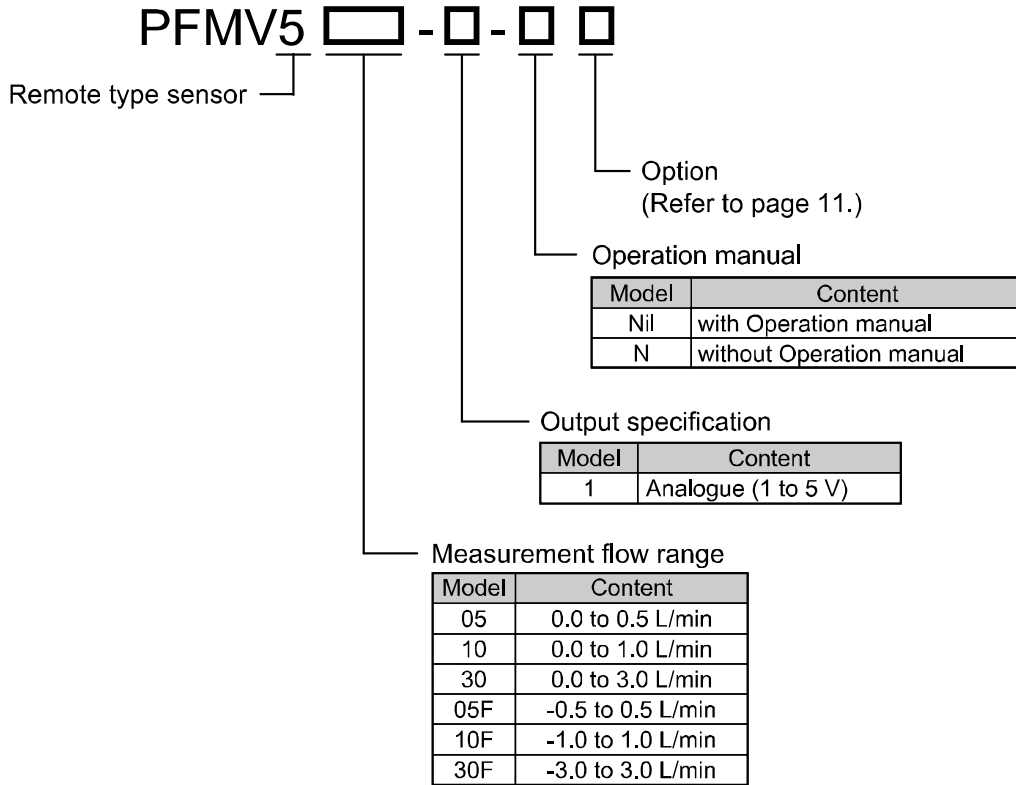 PFMV5 - -
Remote type sensor
Option
(Refer to page 11.)
Operation manual
Model Content
Nil with Operation manual
N without Operation manual
Output specification
Model Content
1 Analogue (1 to 5 V)
Measurement flow range
Model Content
05 0.0 to 0.5 L/min
10 0.0 to 1.0 L/min
30 0.0 to 3.0 L/min
05F -0.5 to 0.5 L/min
10F -1.0 to 1.0 L/min
30F -3.0 to 3.0 L/min